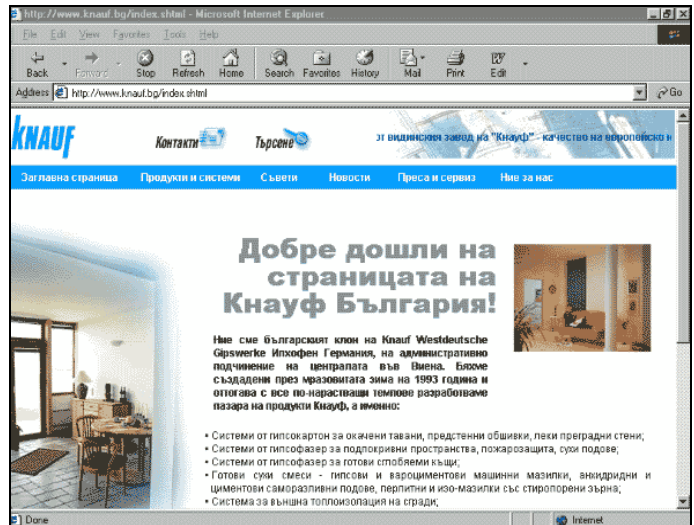 http://www.knauf.bg/index.shtml - Microsoft Internet Explorer
File Edit View Favorites Tools Help
Back Forward Stop Refresh Home Search Favorites History Mail Print Edit
Address http://www.knauf.bg/index.shtml Go
KNAUF Контакти Търсене от видинския завод на "Кнауф" - качество на европейско н
Заглавна страница Продукти и системи Съвети Новости Преса и сервиз Ние за нас
Добре дошли на
страницата на
Кнауф България!
Ние сме българският клон на Knauf Westdeutsche
Gipswerke Ипхофен Германия, на административно
подчинение на централата във Виена. Бяхме
създадени през мразовитата зима на 1993 година и
оттогава с все по-нарастващи темпове разработваме
пазара на продукти Кнауф, а именно:
• Системи от гипсокартон за окачени тавани, предстенни обшивки, леки преградни стени;
• Системи от гипсофазер за подпокривни пространства, пожарозащита, сухи подове;
• Системи от гипсофазер за готови сглобяеми къщи;
• Готови сухи смеси - гипсови и вароциментови машинни мазилки, анхидридни и
циментови саморазливни подове, перлитни и изо-мазилки със стиропорени зърна;
• Система за външна топлоизолация на сгради;
Done Internet